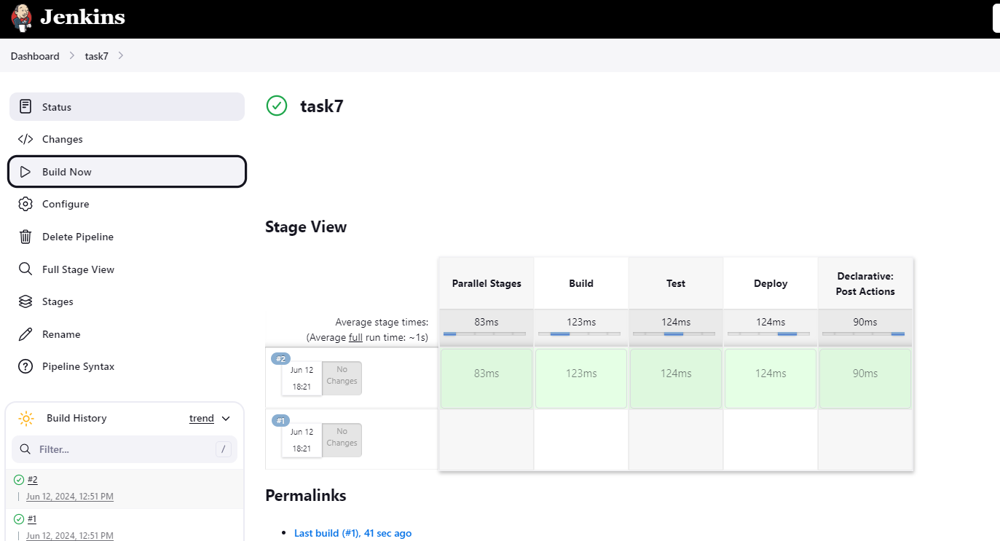 Jenkins
Dashboard
task7
Status
Changes
Build Now
Configure
Delete Pipeline
Full Stage View
Stages
Rename
Pipeline Syntax
Build History
trend
Filter...
/
#2
Jun 12, 2024, 12:51 PM
#1
Jun 12, 2024, 12:51 PM
task7
Stage View
Parallel Stages
Build
Test
Deploy
Declarative:
Post Actions
Average stage times:
(Average full run time: ~1s)
83ms
123ms
124ms
124ms
90ms
#2
Jun 12
18:21
No
Changes
83ms
123ms
124ms
124ms
90ms
#1
Jun 12
18:21
No
Changes
Permalinks
Last build (#1), 41 sec ago